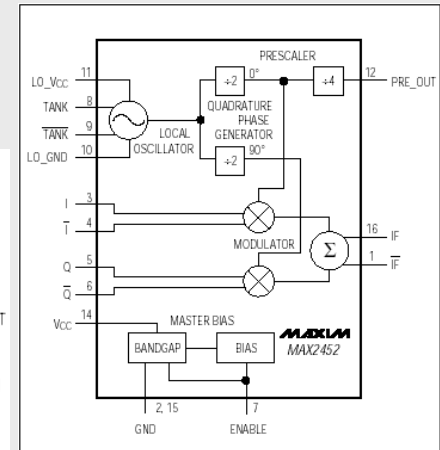 PRESCALER
LO_VCC 11
÷2 0° ÷4 12 PRE_OUT
TANK 8
QUADRATURE
PHASE
GENERATOR
TANK 9
LOCAL
OSCILLATOR
LO_GND 10
÷2 90°
I 3
I 4
MODULATOR
Σ
16 IF
1 IF
Q 5
Q 6
T
VCC 14
MASTER BIAS
BANDGAP
BIAS
MAXIM
MAX2452
2, 15
7
GND
ENABLE